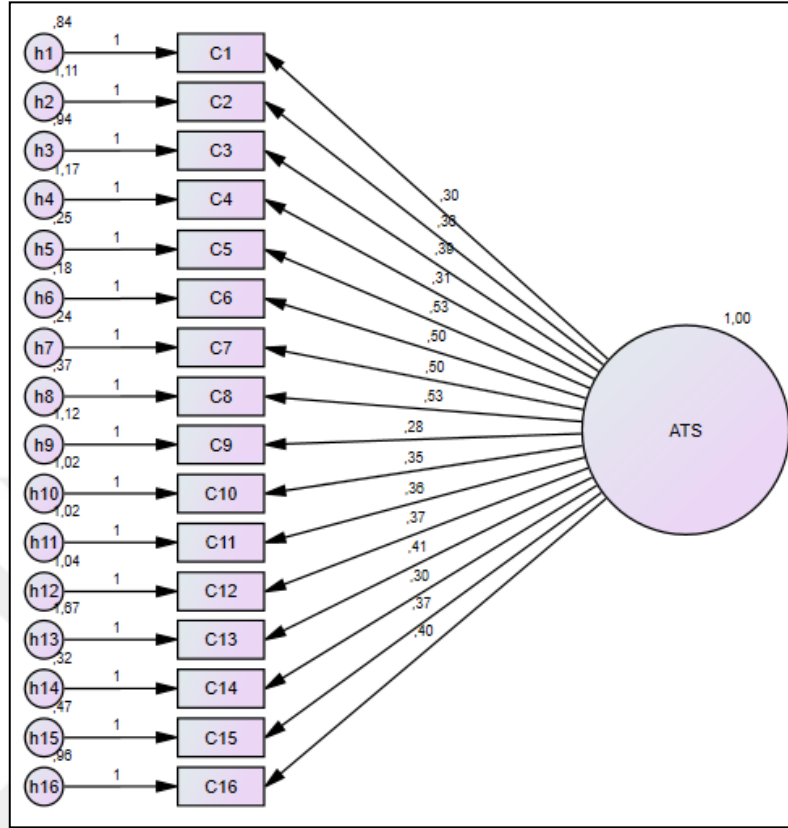 ,84
h1 1 C1
1,11
h2 1 C2
,94
h3 1 C3
1,17
h4 1 C4
,25
h5 1 C5
,18
h6 1 C6
,24
h7 1 C7
,37
h8 1 C8
1,12
h9 1 C9
1,02
h10 1 C10
1,02
h11 1 C11
1,04
h12 1 C12
1,67
h13 1 C13
,32
h14 1 C14
,47
h15 1 C15
,96
h16 1 C16
,30
,39
,31
,53
,50
,50
,53
,28
,35
,36
,37
,41
,30
,37
,40
1,00
ATS